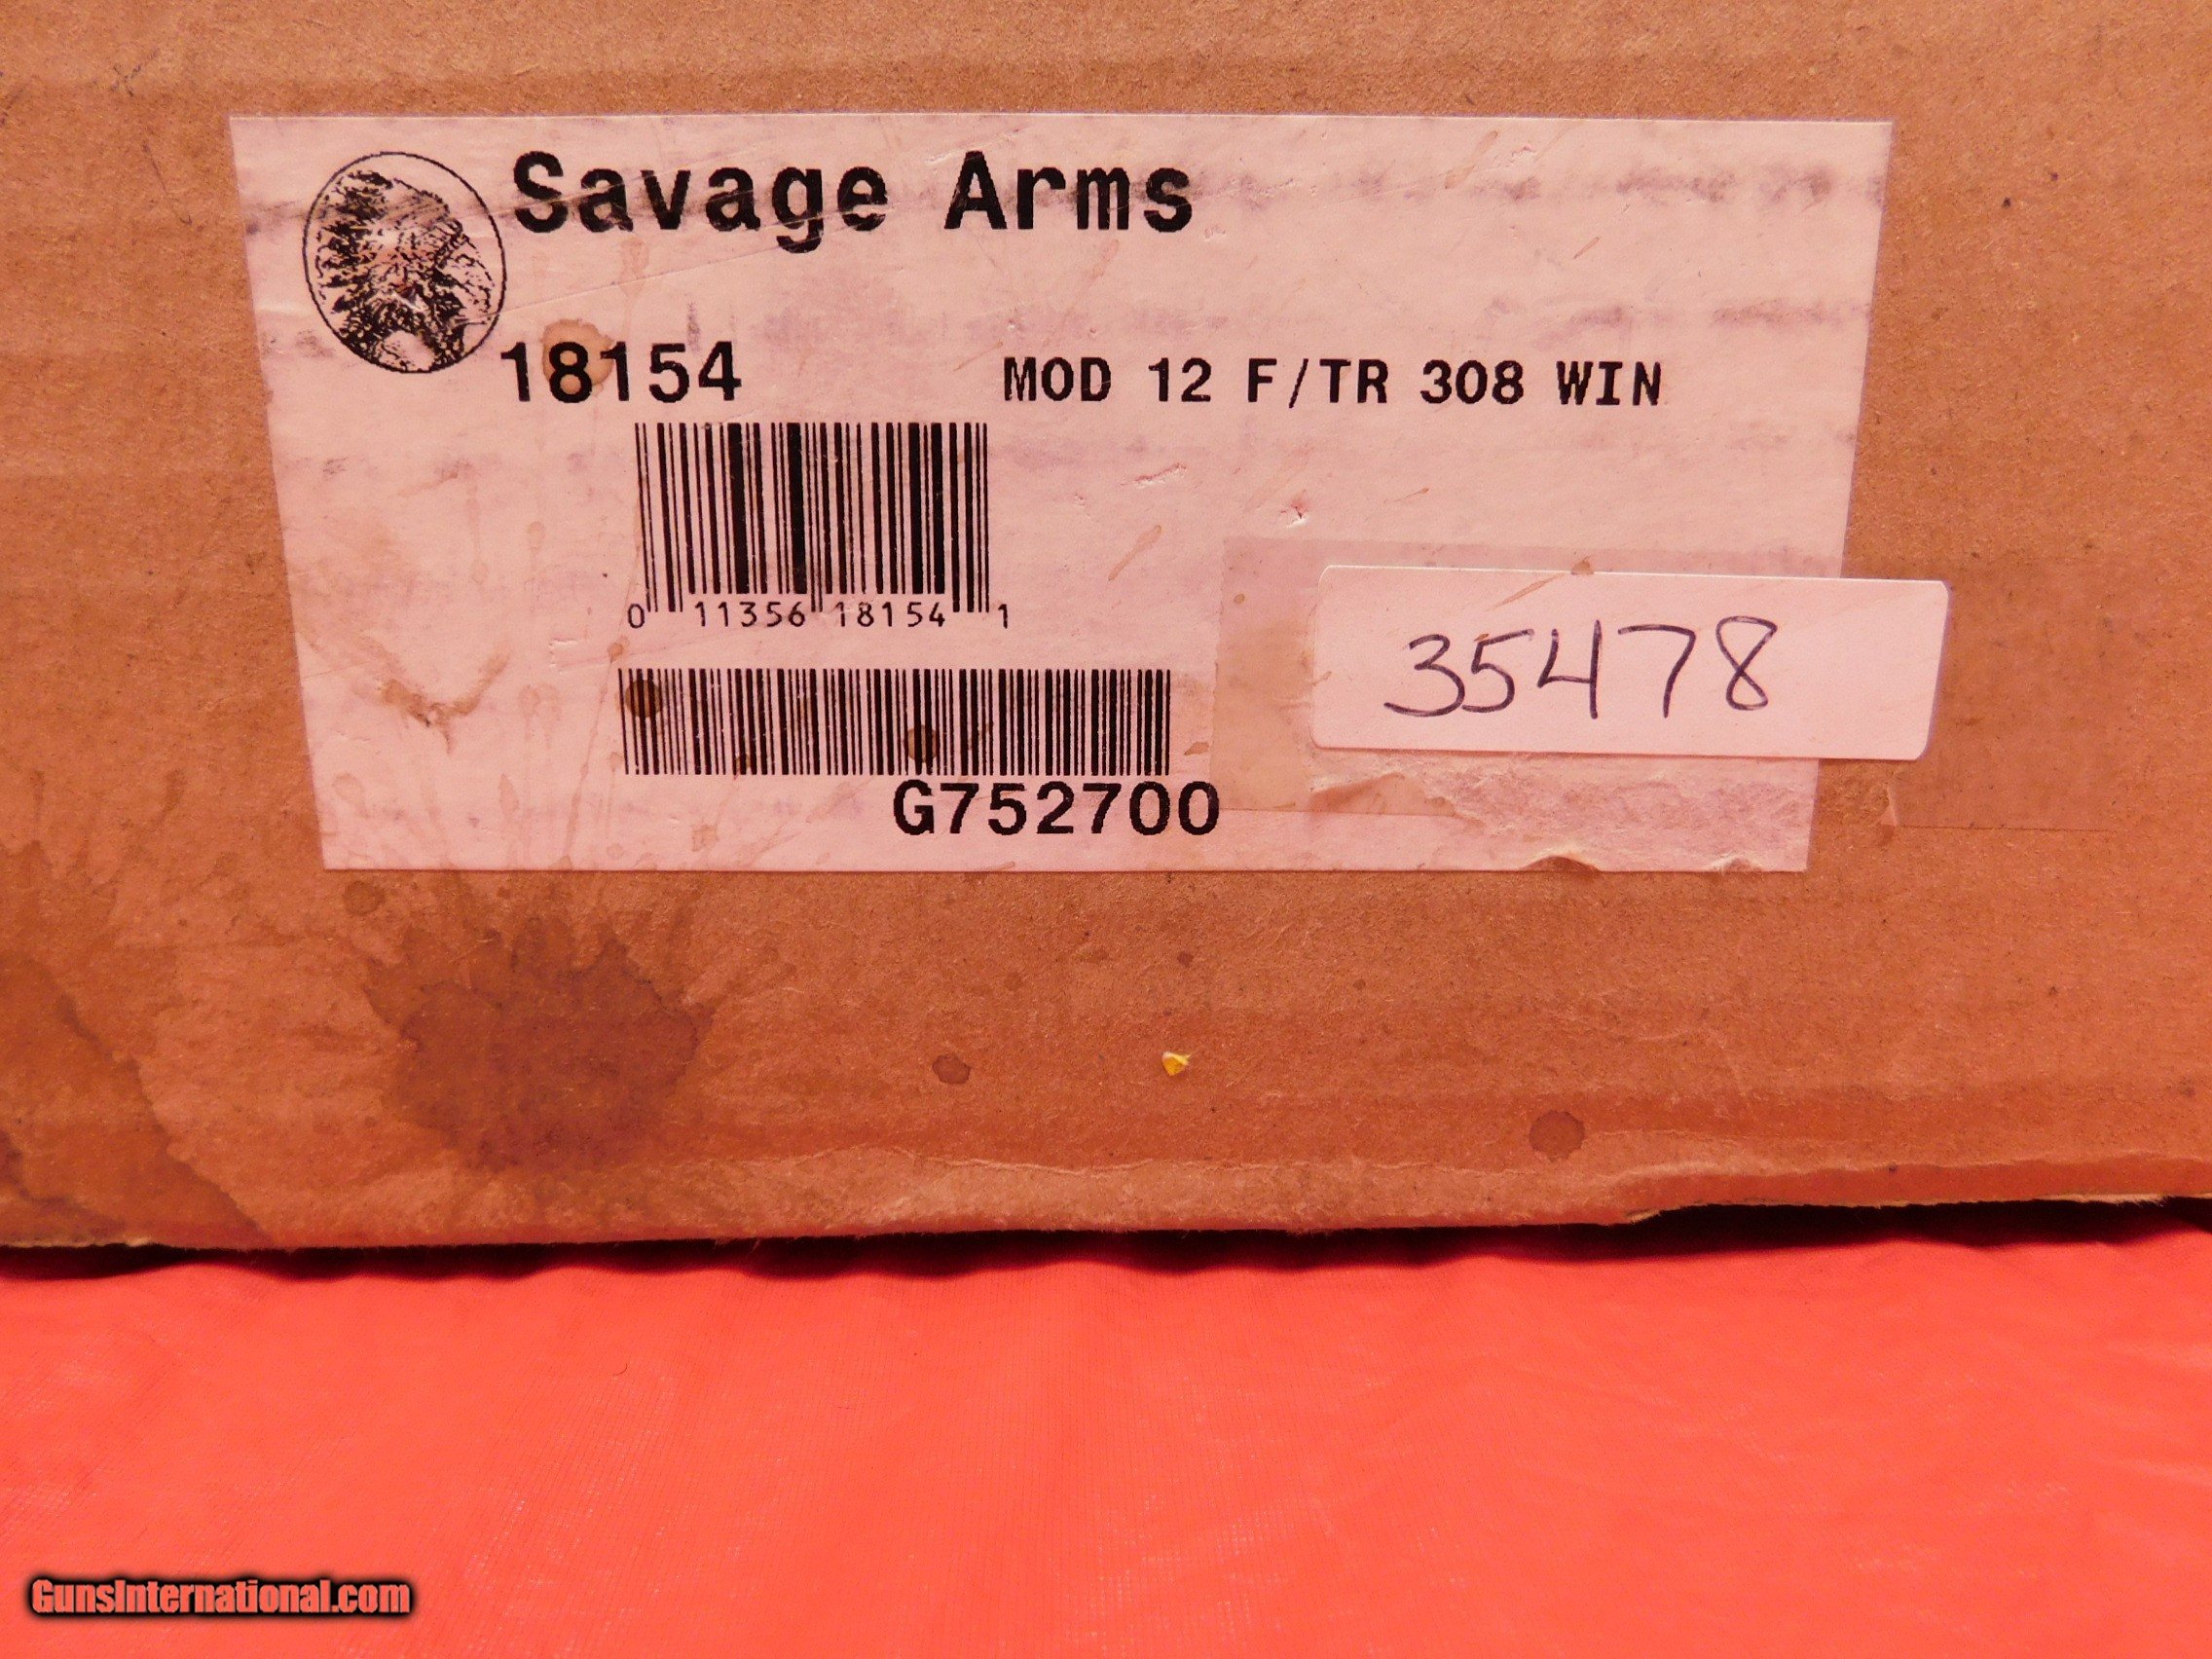 Savage Arms
18154
MOD 12 F/TR 308 WIN
0 11356 18154 1
35478
G752700
GunsInternational.com